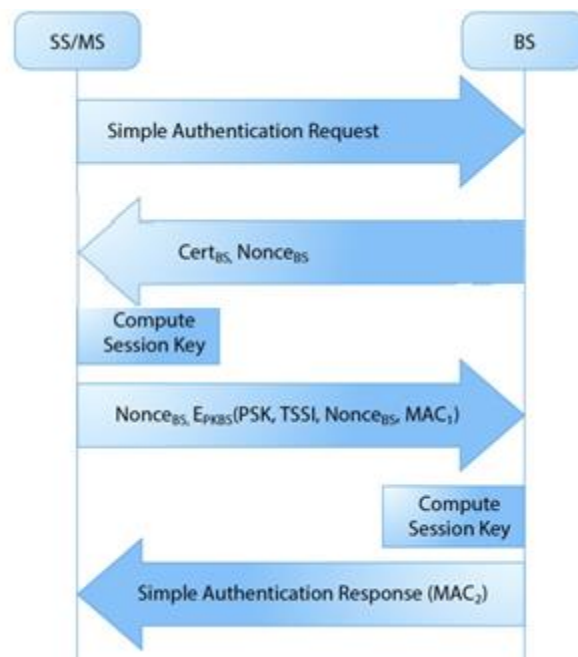 SS/MS
BS
Simple Authentication Request
Cert_BS, Nonce_BS
Compute
Session Key
Nonce_BS, E_PKBS(PSK, TSSI, Nonce_BS, MAC_1)
Compute
Session Key
Simple Authentication Response (MAC_2)